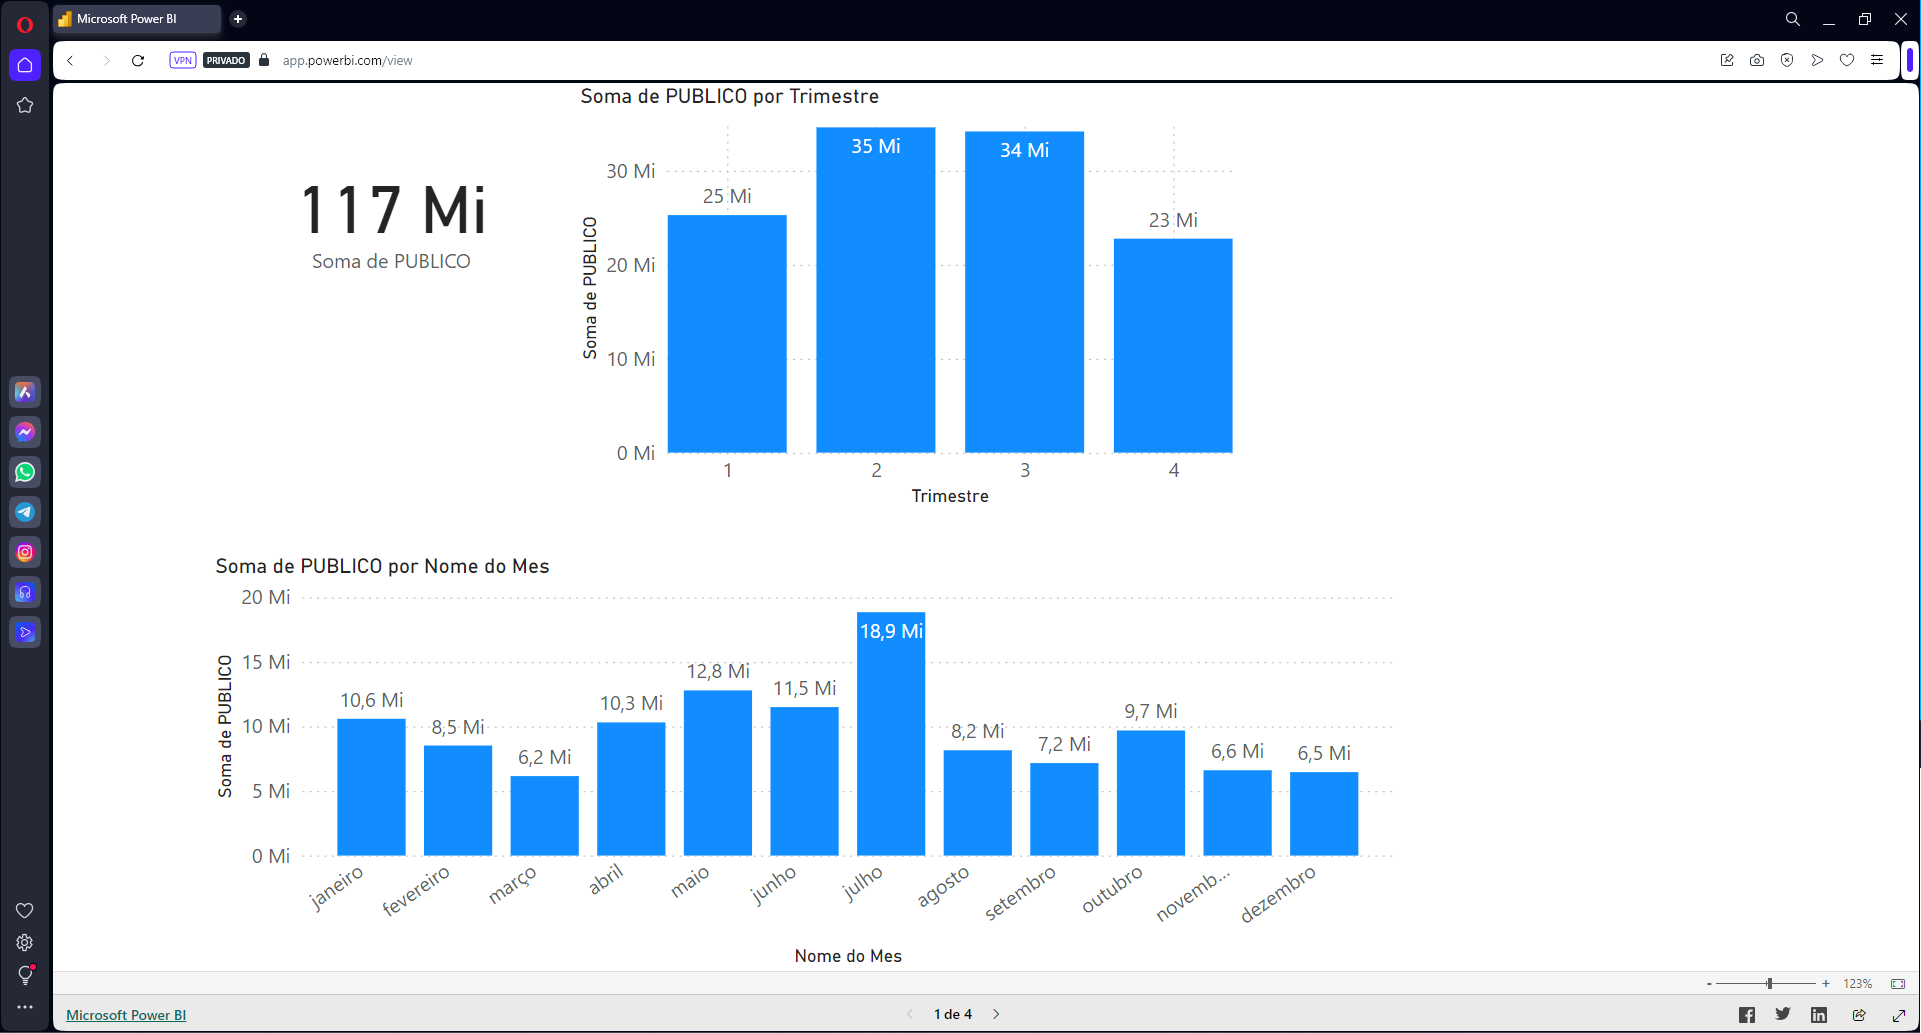 Microsoft Power BI
VPN PRIVADO app.powerbi.com/view
Soma de PUBLICO por Trimestre
117 Mi
Soma de PUBLICO
Soma de PUBLICO
30 Mi
20 Mi
10 Mi
0 Mi
25 Mi
35 Mi
34 Mi
23 Mi
1 2 3 4
Trimestre
Soma de PUBLICO por Nome do Mes
Soma de PUBLICO
20 Mi
15 Mi
10 Mi
5 Mi
0 Mi
10,6 Mi
8,5 Mi
6,2 Mi
10,3 Mi
12,8 Mi
11,5 Mi
18,9 Mi
8,2 Mi
7,2 Mi
9,7 Mi
6,6 Mi
6,5 Mi
janeiro
fevereiro
março
abril
maio
junho
julho
agosto
setembro
outubro
novemb...
dezembro
Nome do Mes
- + 123%
Microsoft Power BI
1 de 4